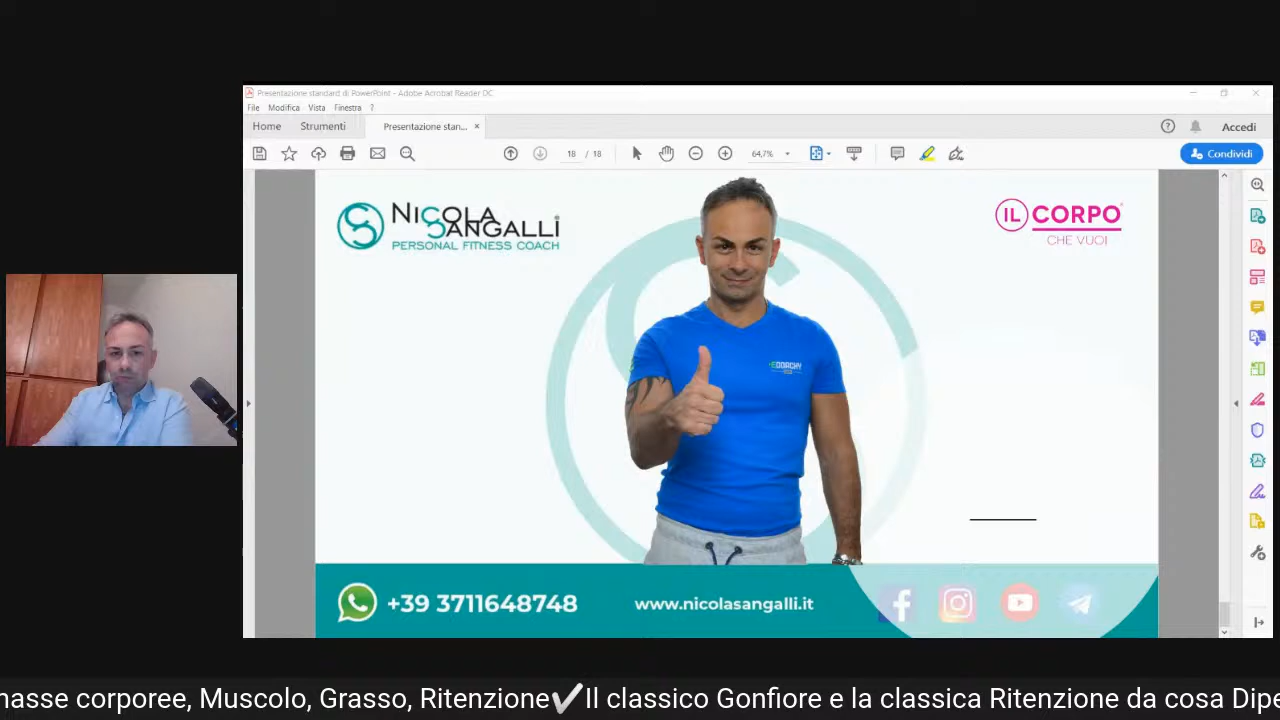 Presentazione standard di PowerPoint - Adobe Acrobat Reader DC
File Modifica Vista Finestra ?
Home Strumenti Presentazione stan... × Accedi
18 / 18 64,7% Condividi
NICOLA SANGALLI
PERSONAL FITNESS COACH
IL CORPO
CHE VUOI
+39 3711648748 www.nicolasangalli.it
masse corporee, Muscolo, Grasso, Ritenzione✔Il classico Gonfiore e la classica Ritenzione da cosa Dipe